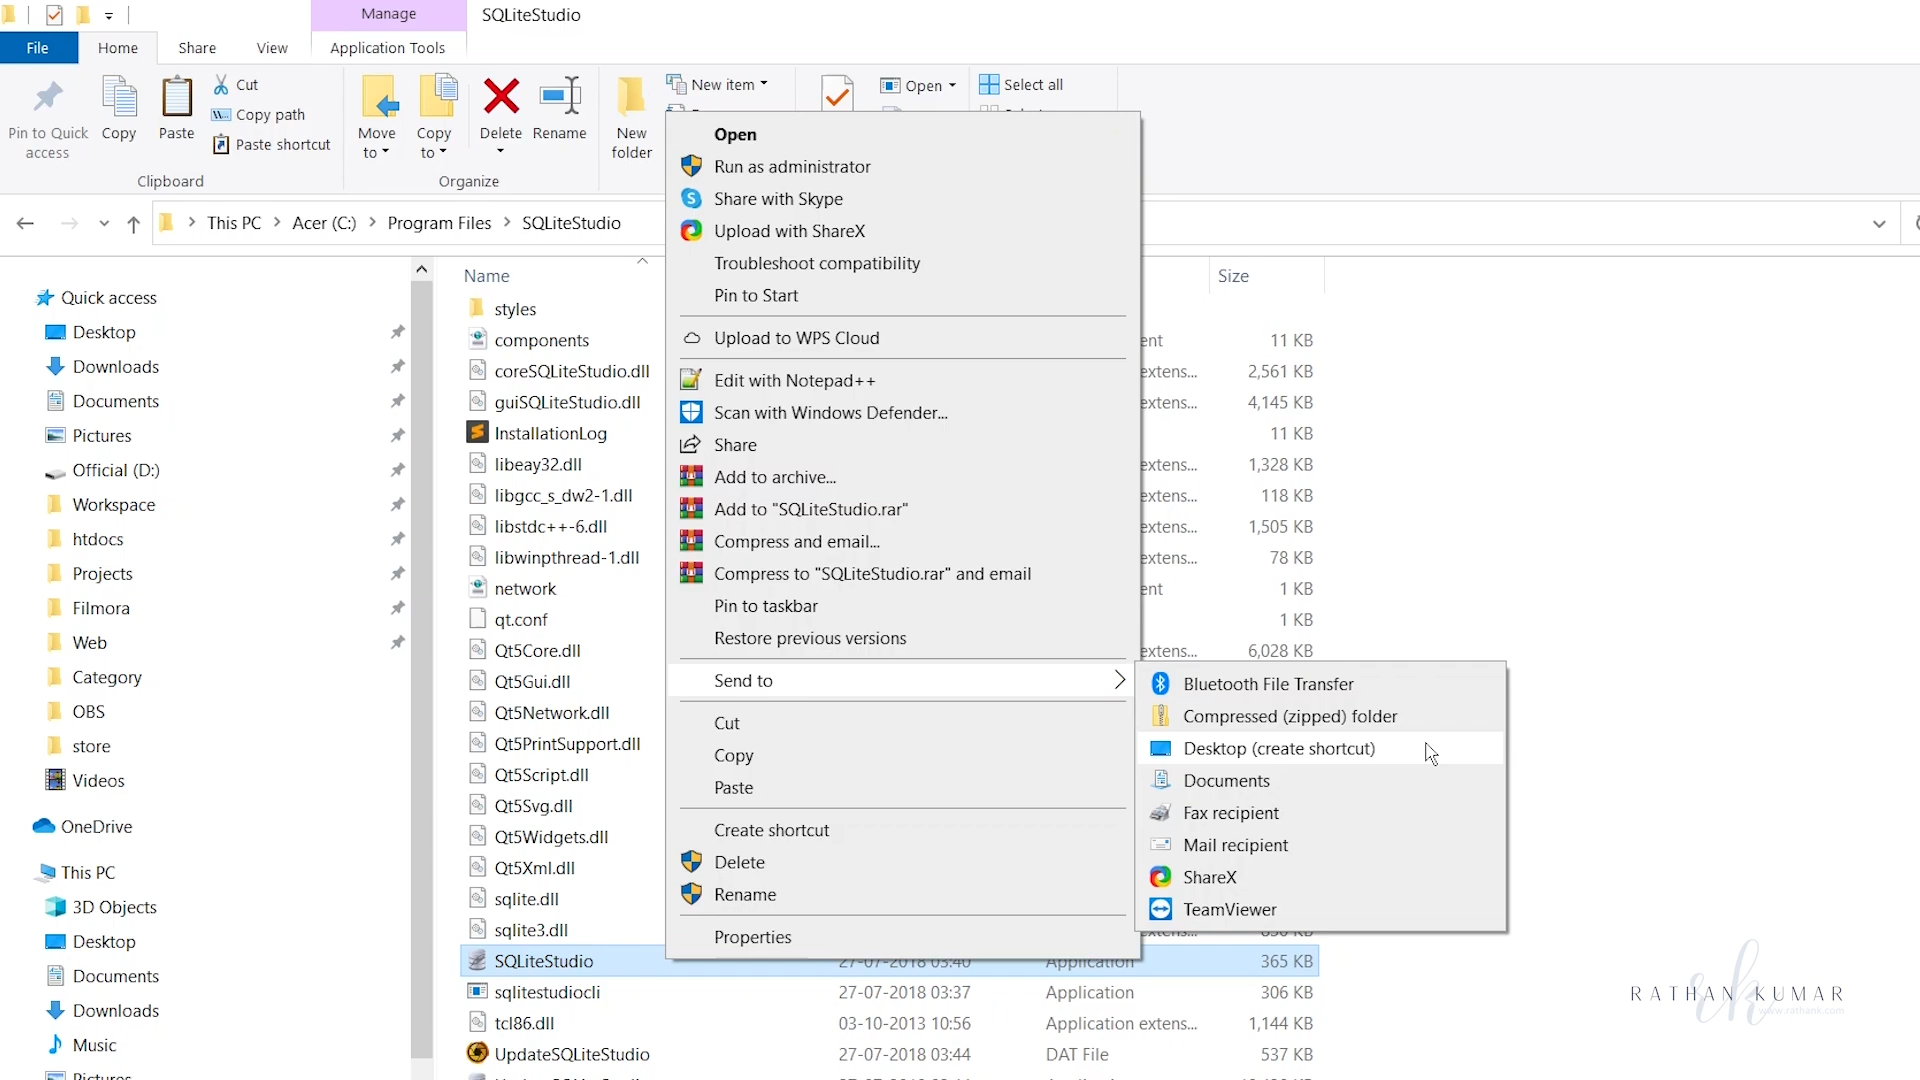 Manage
SQLiteStudio
File
Home
Share
View
Application Tools
Pin to Quick access
Copy
Paste
Cut
Copy path
Paste shortcut
Clipboard
Move to
Copy to
Delete
Rename
Organize
New folder
New item
Open
Select all
This PC
Acer (C:)
Program Files
SQLiteStudio
Quick access
Desktop
Downloads
Documents
Pictures
Official (D:)
Workspace
htdocs
Projects
Filmora
Web
Category
OBS
store
Videos
OneDrive
This PC
3D Objects
Desktop
Documents
Downloads
Music
Pictures
Name
Size
styles
components ent 11 KB
coreSQLiteStudio.dll extens... 2,561 KB
guiSQLiteStudio.dll extens... 4,145 KB
InstallationLog 11 KB
libeay32.dll extens... 1,328 KB
libgcc_s_dw2-1.dll extens... 118 KB
libstdc++-6.dll extens... 1,505 KB
libwinpthread-1.dll extens... 78 KB
network ent 1 KB
qt.conf 1 KB
Qt5Core.dll extens... 6,028 KB
Qt5Gui.dll
Qt5Network.dll
Qt5PrintSupport.dll
Qt5Script.dll
Qt5Svg.dll
Qt5Widgets.dll
Qt5Xml.dll
sqlite.dll
sqlite3.dll
SQLiteStudio 27-07-2018 03:40 Application 365 KB
sqlitestudiocli 27-07-2018 03:37 Application 306 KB
tcl86.dll 03-10-2013 10:56 Application extens... 1,144 KB
UpdateSQLiteStudio 27-07-2018 03:44 DAT File 537 KB
Open
Run as administrator
Share with Skype
Upload with ShareX
Troubleshoot compatibility
Pin to Start
Upload to WPS Cloud
Edit with Notepad++
Scan with Windows Defender...
Share
Add to archive...
Add to "SQLiteStudio.rar"
Compress and email...
Compress to "SQLiteStudio.rar" and email
Pin to taskbar
Restore previous versions
Send to
Cut
Copy
Paste
Create shortcut
Delete
Rename
Properties
Bluetooth File Transfer
Compressed (zipped) folder
Desktop (create shortcut)
Documents
Fax recipient
Mail recipient
ShareX
TeamViewer
rk
RATHAN KUMAR
www.rathank.com